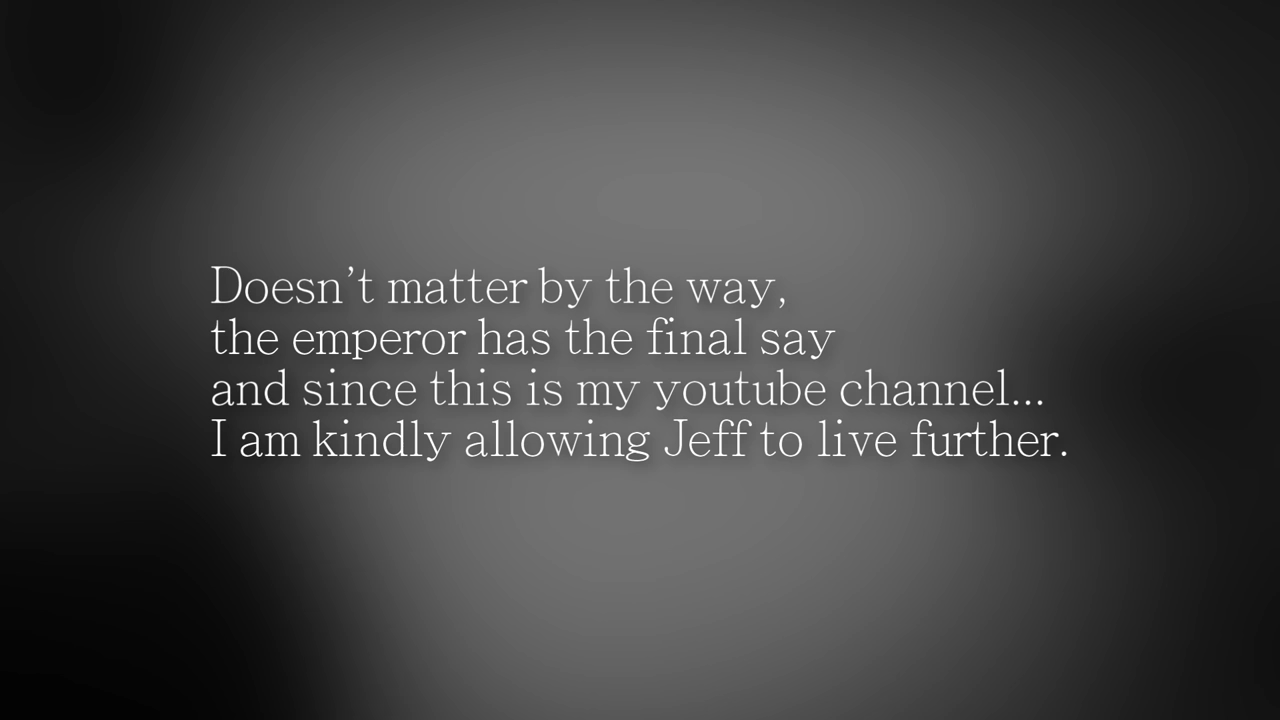 Doesn’t matter by the way,
the emperor has the final say
and since this is my youtube channel...
I am kindly allowing Jeff to live further.